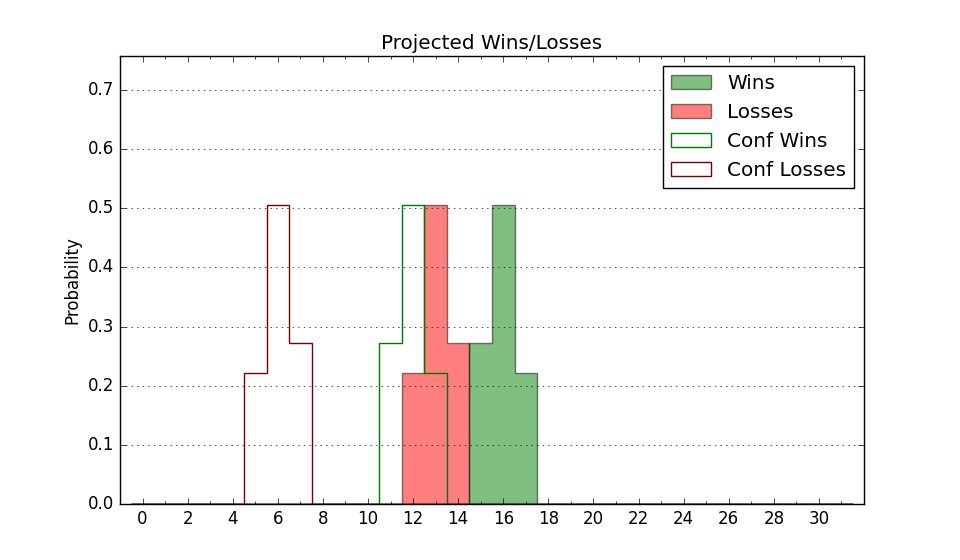 Projected Wins/Losses
Wins
Losses
Conf Wins
Conf Losses
Probability
0.7
0.6
0.5
0.4
0.3
0.2
0.1
0.0
0 2 4 6 8 10 12 14 16 18 20 22 24 26 28 30